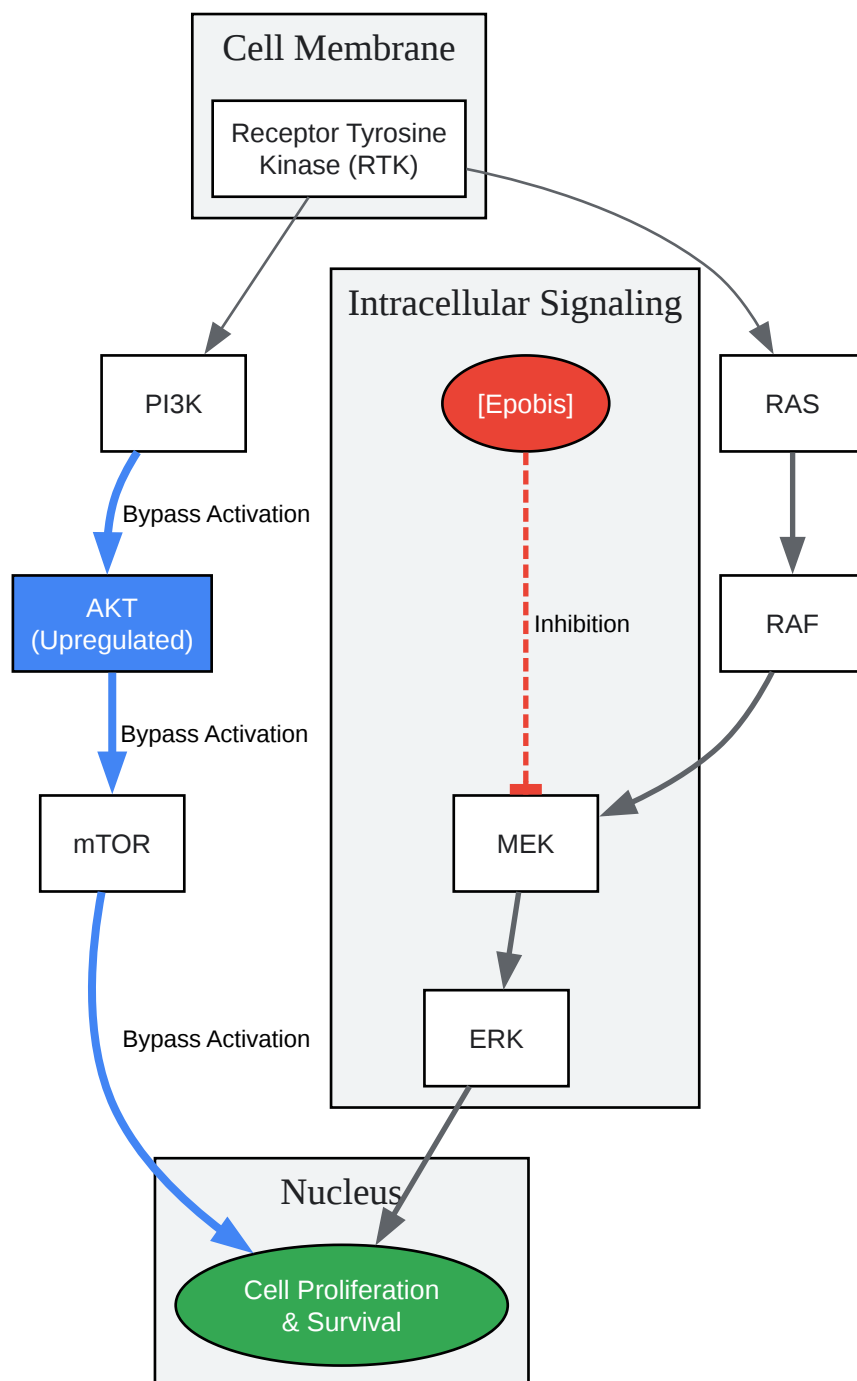 Cell Membrane
Receptor Tyrosine
Kinase (RTK)
Intracellular Signaling
PI3K
[Epobis]
RAS
Bypass Activation
AKT
(Upregulated)
Inhibition
RAF
Bypass Activation
mTOR
MEK
Bypass Activation
ERK
Nucleus
Cell Proliferation
& Survival